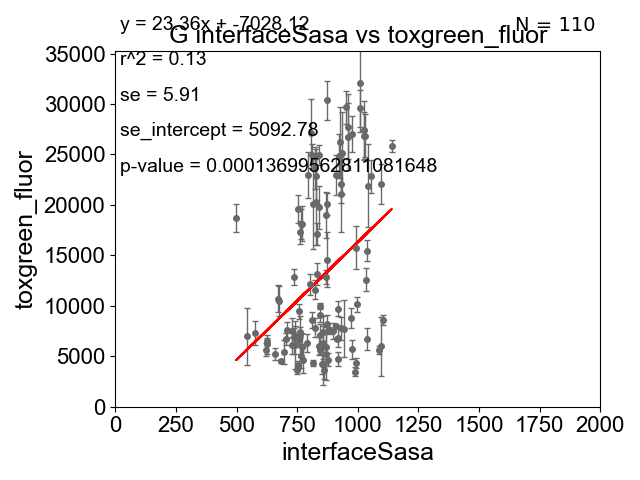 y = 23.36x + -7028.12
N = 110
G interfaceSasa vs toxgreen_fluor
r^2 = 0.13
se = 5.91
se_intercept = 5092.78
p-value = 0.00013699562811081648
toxgreen_fluor
35000
30000
25000
20000
15000
10000
5000
0
0 250 500 750 1000 1250 1500 1750 2000
interfaceSasa